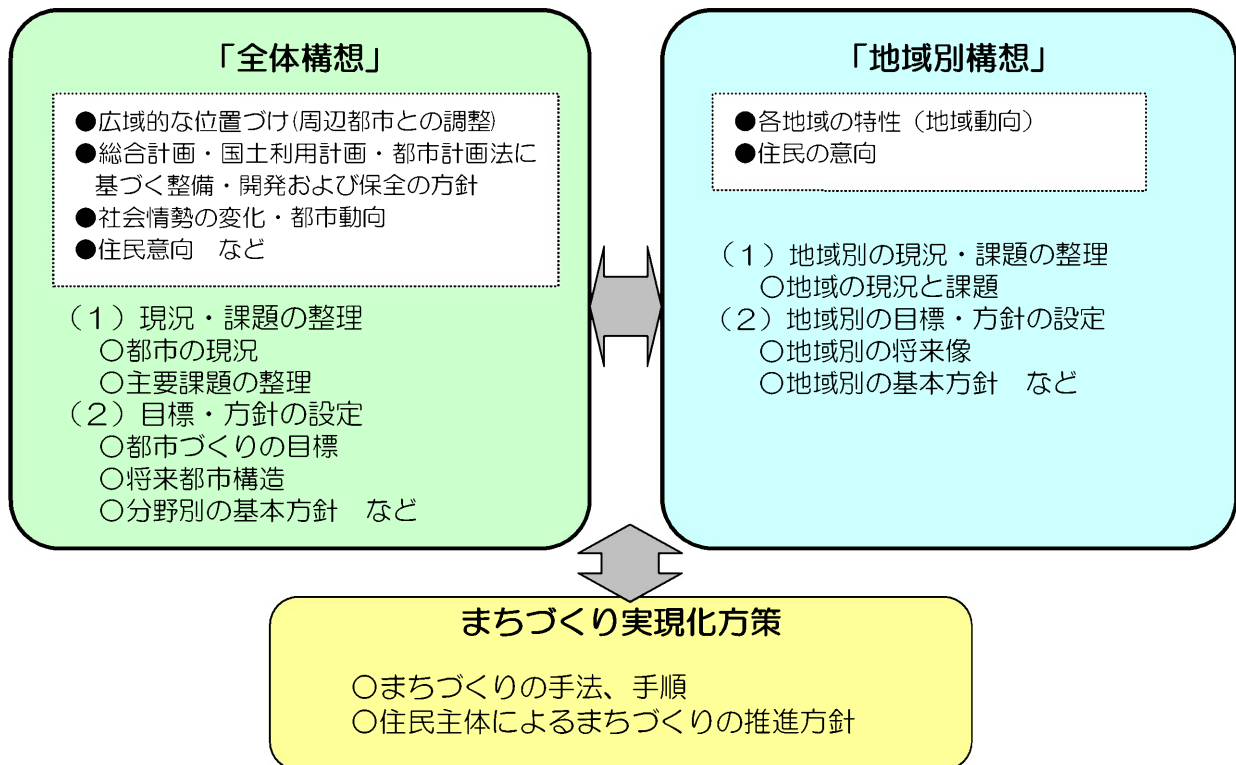 「全体構想」
●広域的な位置づけ(周辺都市との調整)
●総合計画・国土利用計画・都市計画法に
基づく整備・開発および保全の方針
●社会情勢の変化・都市動向
●住民意向　など
（１）現況・課題の整理
○都市の現況
○主要課題の整理
（２）目標・方針の設定
○都市づくりの目標
○将来都市構造
○分野別の基本方針　など
「地域別構想」
●各地域の特性（地域動向）
●住民の意向
（１）地域別の現況・課題の整理
○地域の現況と課題
（２）地域別の目標・方針の設定
○地域別の将来像
○地域別の基本方針　など
まちづくり実現化方策
○まちづくりの手法、手順
○住民主体によるまちづくりの推進方針